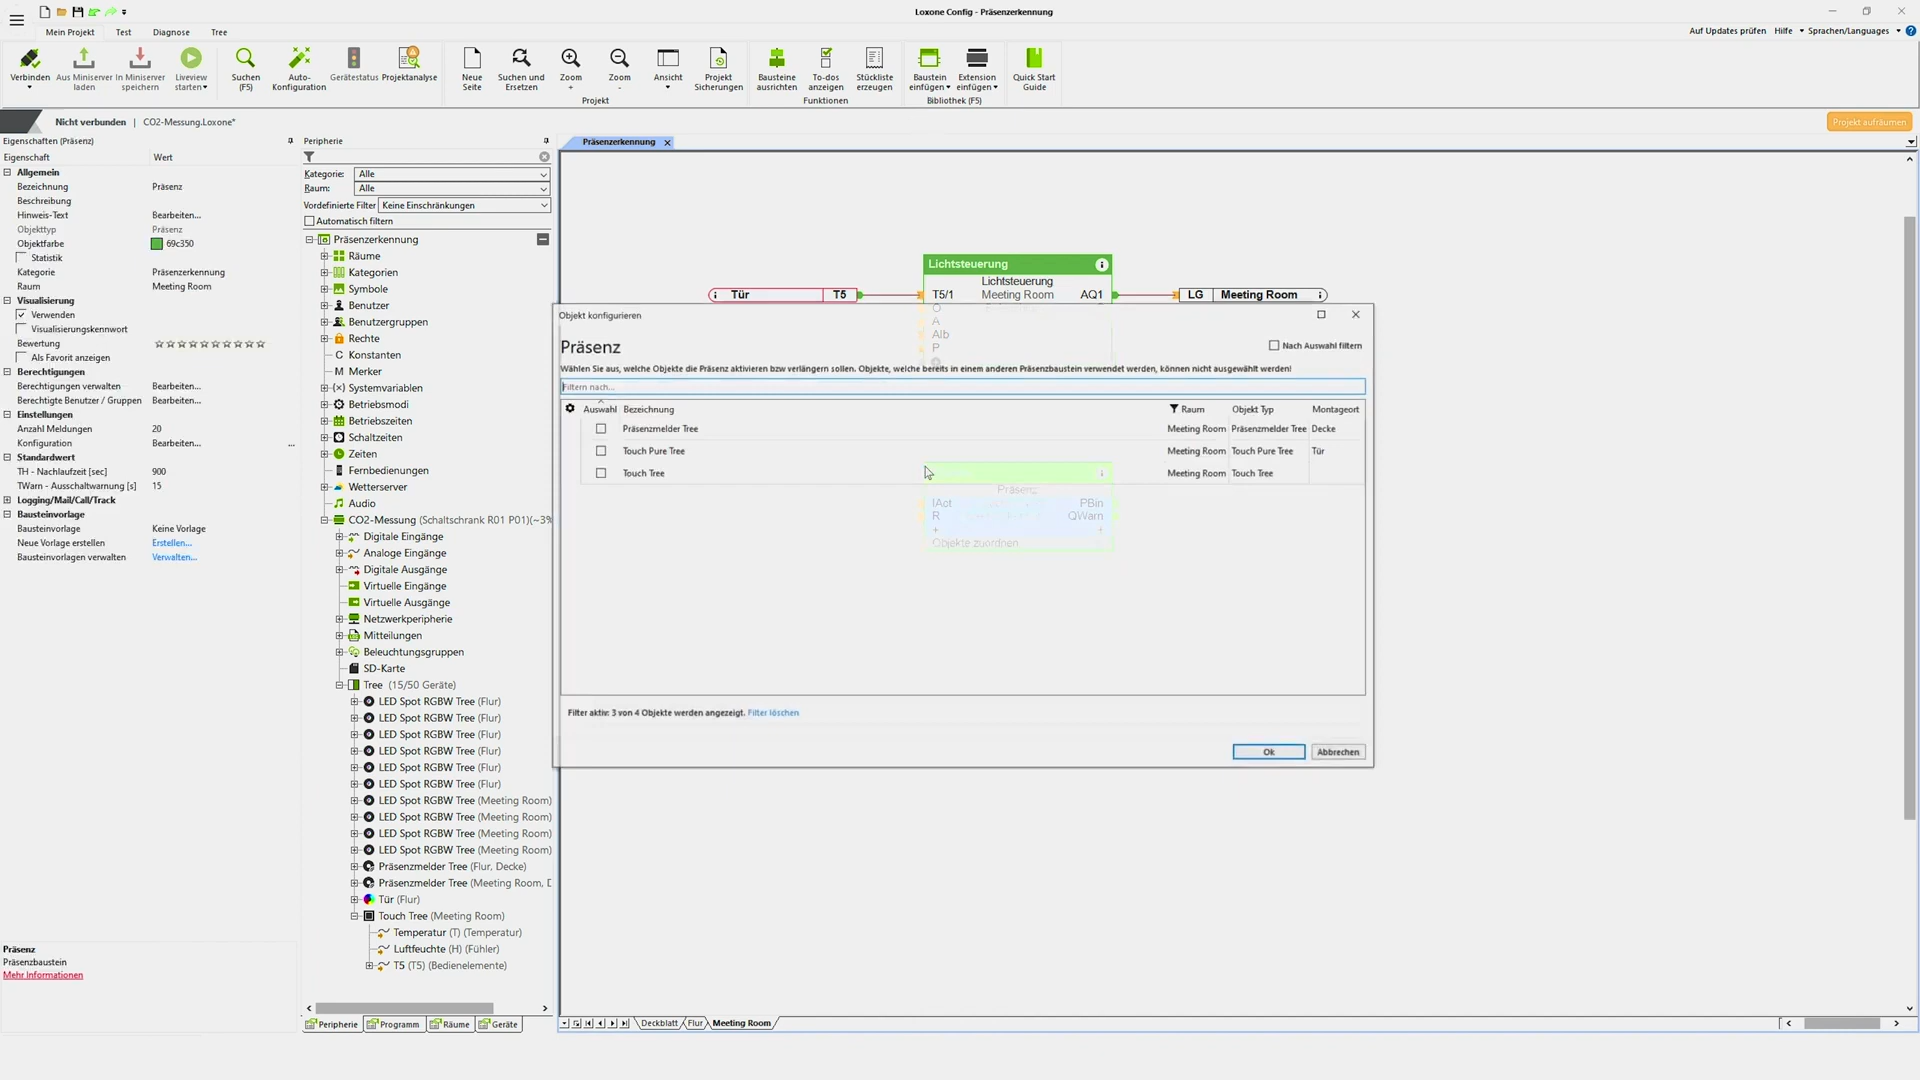 Loxone Config - Präsenzerkennung
Mein Projekt
Test
Diagnose
Tree
Auf Updates prüfen
Hilfe
Sprachen/Languages
Verbinden
Aus Miniserver laden
In Miniserver speichern
Liveview starten
Suchen (F5)
Auto-Konfiguration
Gerätestatus
Projektanalyse
Neue Seite
Suchen und Ersetzen
Zoom +
Zoom -
Ansicht
Projekt Sicherungen
Bausteine ausrichten
To-dos anzeigen
Stückliste erzeugen
Baustein einfügen
Extension einfügen
Quick Start Guide
Projekt
Funktionen
Bibliothek (F5)
Nicht verbunden | CO2-Messung.Loxone*
Projekt aufräumen
Eigenschaften (Präsenz)
Eigenschaft Wert
Allgemein
Bezeichnung Präsenz
Beschreibung
Hinweis-Text Bearbeiten...
Objekttyp Präsenz
Objektfarbe 69c350
Statistik
Kategorie Präsenzerkennung
Raum Meeting Room
Visualisierung
Verwenden
Visualisierungskennwort
Bewertung
Als Favorit anzeigen
Berechtigungen
Berechtigungen verwalten Bearbeiten...
Berechtigte Benutzer / Gruppen Bearbeiten...
Einstellungen
Anzahl Meldungen 20
Konfiguration Bearbeiten... ...
Standardwert
TH - Nachlaufzeit [sec] 900
TWarn - Ausschaltwarnung [s] 15
Logging/Mail/Call/Track
Bausteinvorlage
Bausteinvorlage Keine Vorlage
Neue Vorlage erstellen Erstellen...
Bausteinvorlagen verwalten Verwalten...
Präsenz
Präsenzbaustein
Mehr Informationen
Peripherie
Kategorie: Alle
Raum: Alle
Vordefinierte Filter Keine Einschränkungen
Automatisch filtern
Präsenzerkennung
Räume
Kategorien
Symbole
Benutzer
Benutzergruppen
Rechte
Konstanten
Merker
Systemvariablen
Betriebsmodi
Betriebszeiten
Schaltzeiten
Zeiten
Fernbedienungen
Wetterserver
Audio
CO2-Messung (Schaltschrank R01 P01)(~3%
Digitale Eingänge
Analoge Eingänge
Digitale Ausgänge
Virtuelle Eingänge
Virtuelle Ausgänge
Netzwerkperipherie
Mitteilungen
Beleuchtungsgruppen
SD-Karte
Tree (15/50 Geräte)
LED Spot RGBW Tree (Flur)
LED Spot RGBW Tree (Flur)
LED Spot RGBW Tree (Flur)
LED Spot RGBW Tree (Flur)
LED Spot RGBW Tree (Flur)
LED Spot RGBW Tree (Flur)
LED Spot RGBW Tree (Meeting Room)
LED Spot RGBW Tree (Meeting Room)
LED Spot RGBW Tree (Meeting Room)
LED Spot RGBW Tree (Meeting Room)
Präsenzmelder Tree (Flur, Decke)
Präsenzmelder Tree (Meeting Room, D
Tür (Flur)
Touch Tree (Meeting Room)
Temperatur (T) (Temperatur)
Luftfeuchte (H) (Fühler)
T5 (T5) (Bedienelemente)
Peripherie
Programm
Räume
Geräte
Präsenzerkennung
Lichtsteuerung
Lichtsteuerung
Tür T5
T5/1 Meeting Room AQ1
LG Meeting Room
O
A
Alb
P
Objekt konfigurieren
Präsenz
Nach Auswahl filtern
Wählen Sie aus, welche Objekte die Präsenz aktivieren bzw verlängern sollen. Objekte, welche bereits in einem anderen Präsenzbaustein verwendet werden, können nicht ausgewählt werden!
Filtern nach...
Auswahl Bezeichnung Raum Objekt Typ Montageort
Präsenzmelder Tree Meeting Room Präsenzmelder Tree Decke
Touch Pure Tree Meeting Room Touch Pure Tree Tür
Touch Tree Meeting Room Touch Tree
Präsenz
IAct PBin
R QWarn
+ +
Objekte zuordnen
Filter aktiv: 3 von 4 Objekte werden angezeigt. Filter löschen
Ok
Abbrechen
Deckblatt
Flur
Meeting Room